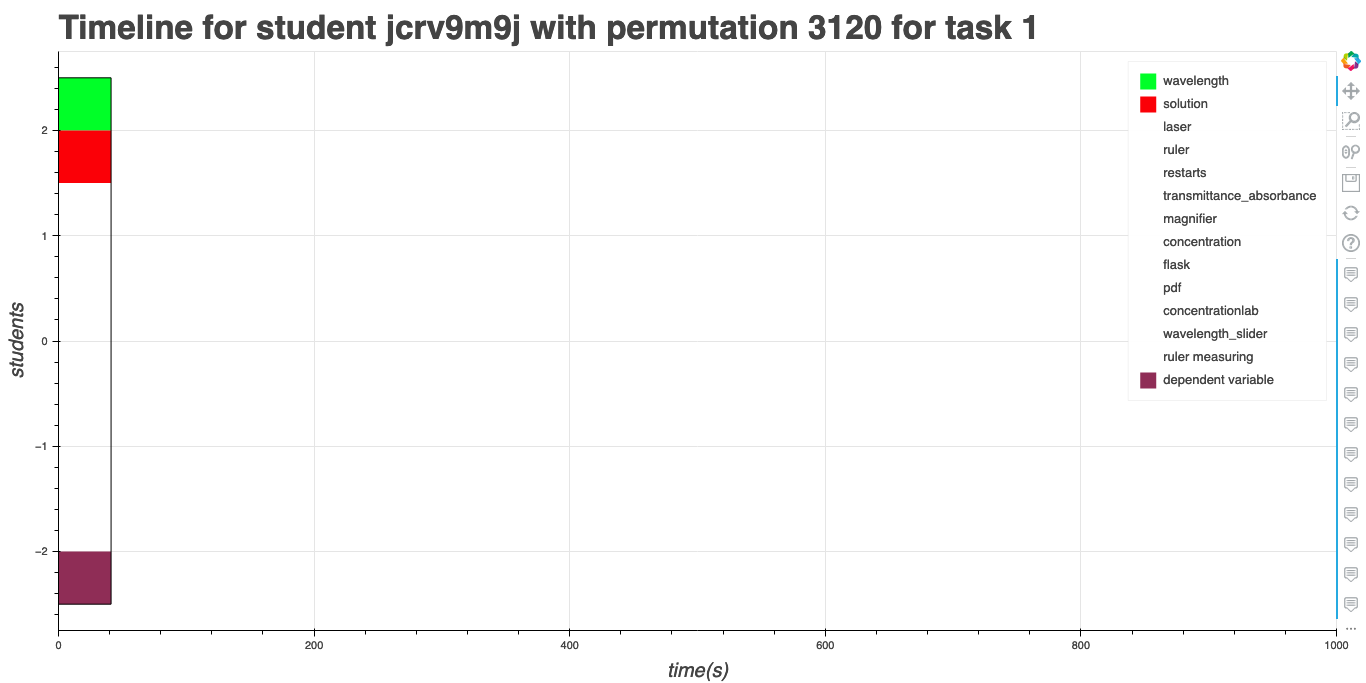 Timeline for student jcrv9m9j with permutation 3120 for task 1
wavelength
solution
laser
ruler
restarts
transmittance_absorbance
magnifier
concentration
flask
pdf
concentrationlab
wavelength_slider
ruler measuring
dependent variable
students
2
1
0
−1
−2
0 200 400 600 800 1000
time(s)